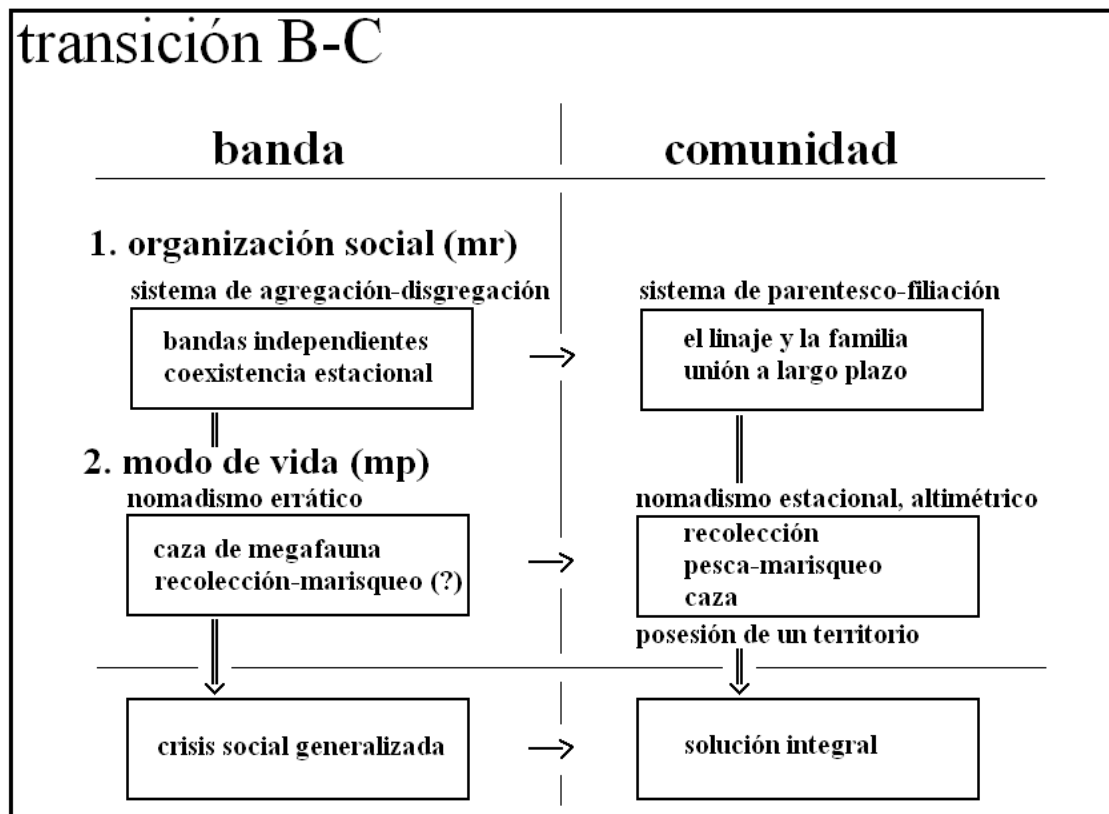 transición B-C
banda
comunidad
1. organización social (mr)
sistema de agregación-disgregación
sistema de parentesco-filiación
bandas independientes
coexistencia estacional
el linaje y la familia
unión a largo plazo
2. modo de vida (mp)
nomadismo errático
nomadismo estacional, altimétrico
caza de megafauna
recolección-marisqueo (?)
recolección
pesca-marisqueo
caza
posesión de un territorio
crisis social generalizada
solución integral